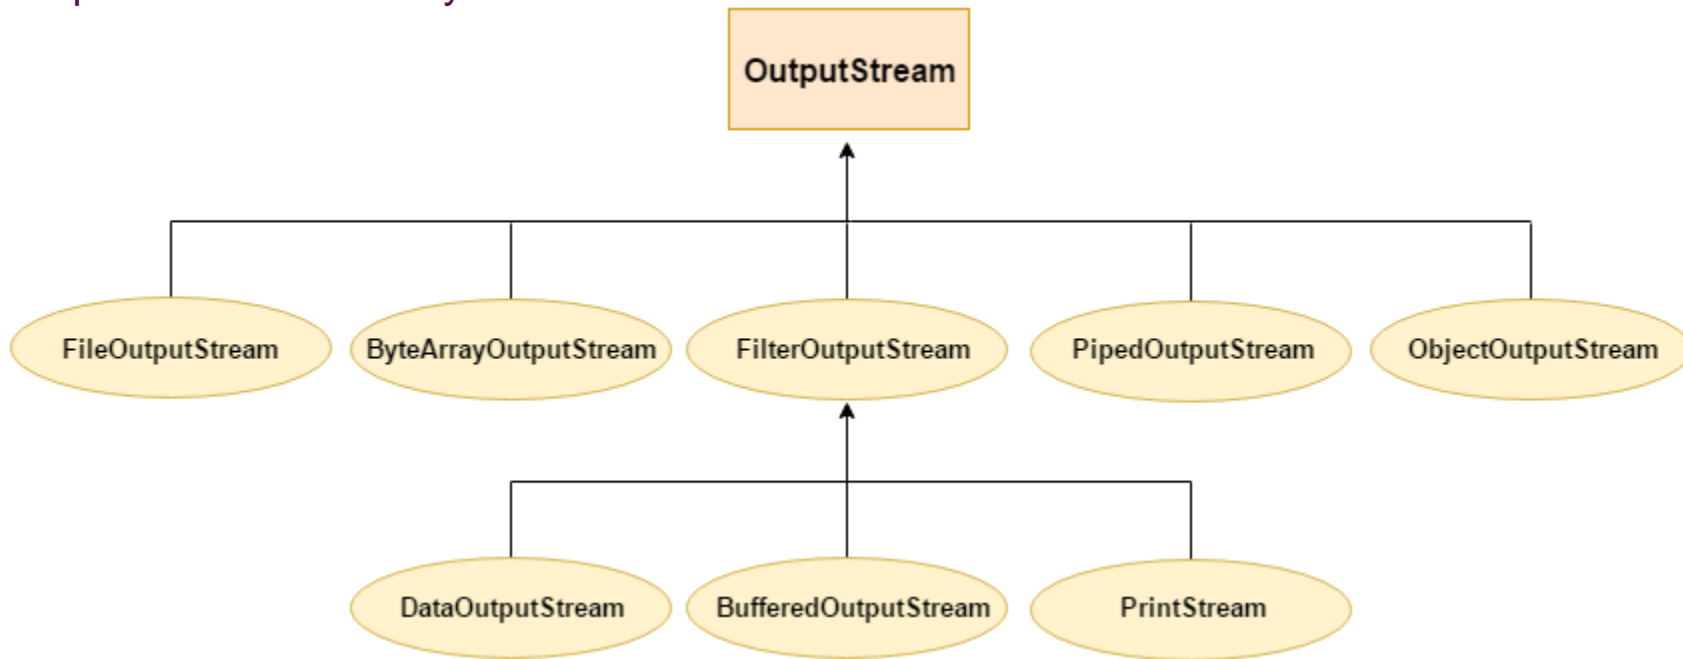 OutputStream
FileOutputStream ByteArrayOutputStream FilterOutputStream PipedOutputStream ObjectOutputStream
DataOutputStream BufferedOutputStream PrintStream